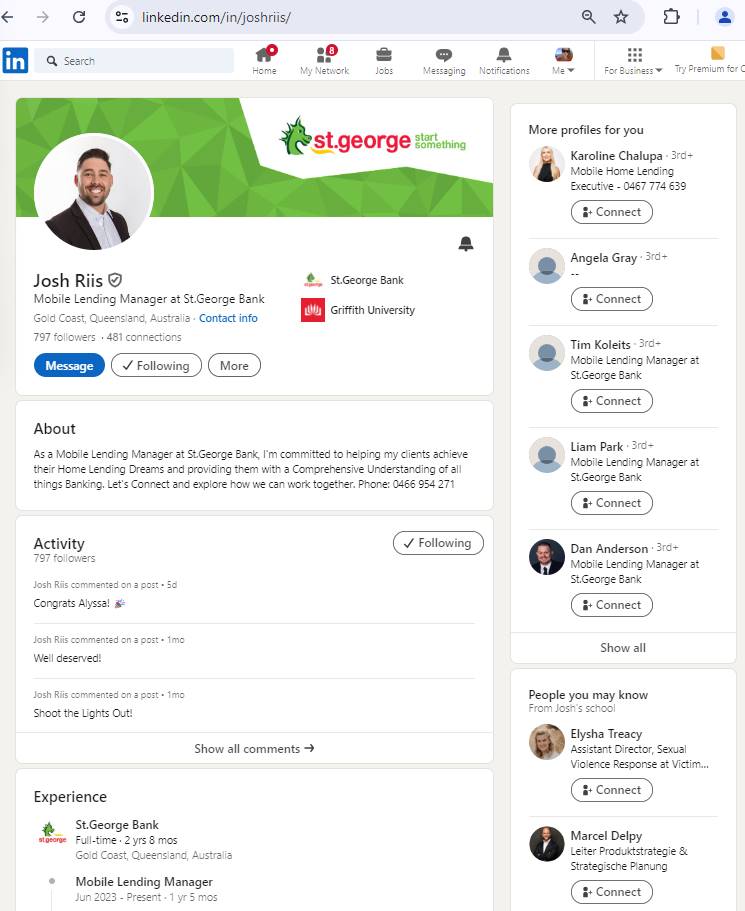 linkedin.com/in/joshriis/
in
Search
Home
8
My Network
Jobs
Messaging
Notifications
Me
For Business
Try Premium for
st.george start something
Josh Riis
Mobile Lending Manager at St.George Bank
Gold Coast, Queensland, Australia · Contact info
797 followers · 481 connections
Message
Following
More
St.George Bank
Griffith University
About
As a Mobile Lending Manager at St.George Bank, I'm committed to helping my clients achieve
their Home Lending Dreams and providing them with a Comprehensive Understanding of all
things Banking. Let's Connect and explore how we can work together. Phone: 0466 954 271
Activity
797 followers
Following
Josh Riis commented on a post • 5d
Congrats Alyssa! 🎉
Josh Riis commented on a post • 1mo
Well deserved!
Josh Riis commented on a post • 1mo
Shoot the Lights Out!
Show all comments →
Experience
st.george
St.George Bank
Full-time · 2 yrs 8 mos
Gold Coast, Queensland, Australia
Mobile Lending Manager
Jun 2023 - Present · 1 yr 5 mos
More profiles for you
Karoline Chalupa · 3rd+
Mobile Home Lending
Executive - 0467 774 639
Connect
Angela Gray · 3rd+
--
Connect
Tim Koleits · 3rd+
Mobile Lending Manager at
St.George Bank
Connect
Liam Park · 3rd+
Mobile Lending Manager at
St.George Bank
Connect
Dan Anderson · 3rd+
Mobile Lending Manager at
St.George Bank
Connect
Show all
People you may know
From Josh's school
Elysha Treacy
Assistant Director, Sexual
Violence Response at Victim...
Connect
Marcel Delpy
Leiter Produktstrategie &
Strategische Planung
Connect